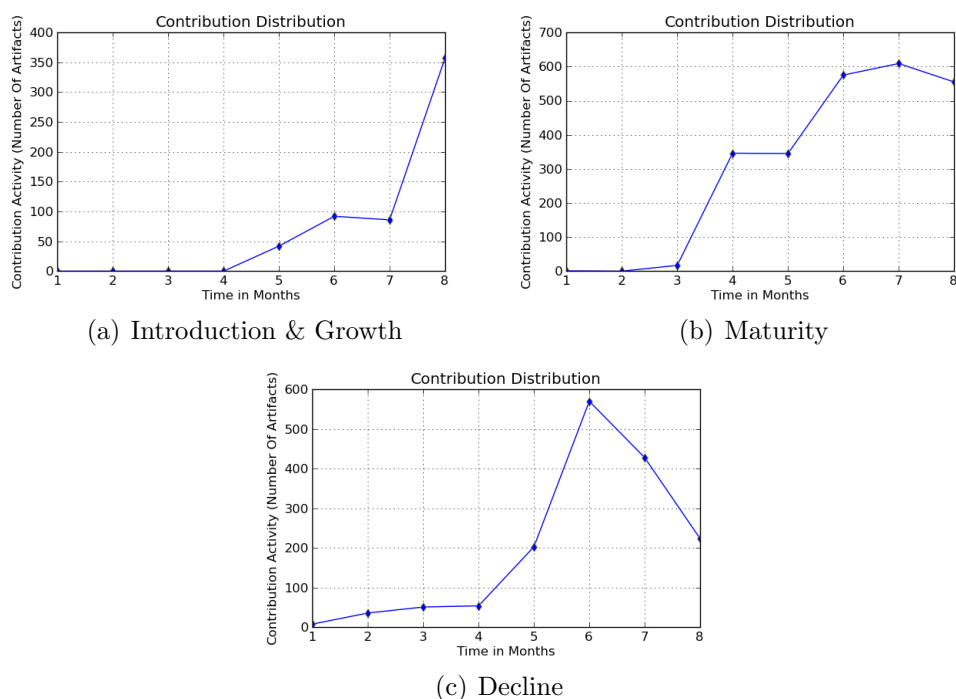 Contribution Distribution
Contribution Activity (Number Of Artifacts)
400
350
300
250
200
150
100
50
0
1 2 3 4 5 6 7 8
Time in Months
(a) Introduction & Growth
Contribution Distribution
Contribution Activity (Number Of Artifacts)
700
600
500
400
300
200
100
0
1 2 3 4 5 6 7 8
Time in Months
(b) Maturity
Contribution Distribution
Contribution Activity (Number Of Artifacts)
600
500
400
300
200
100
0
1 2 3 4 5 6 7 8
Time in Months
(c) Decline